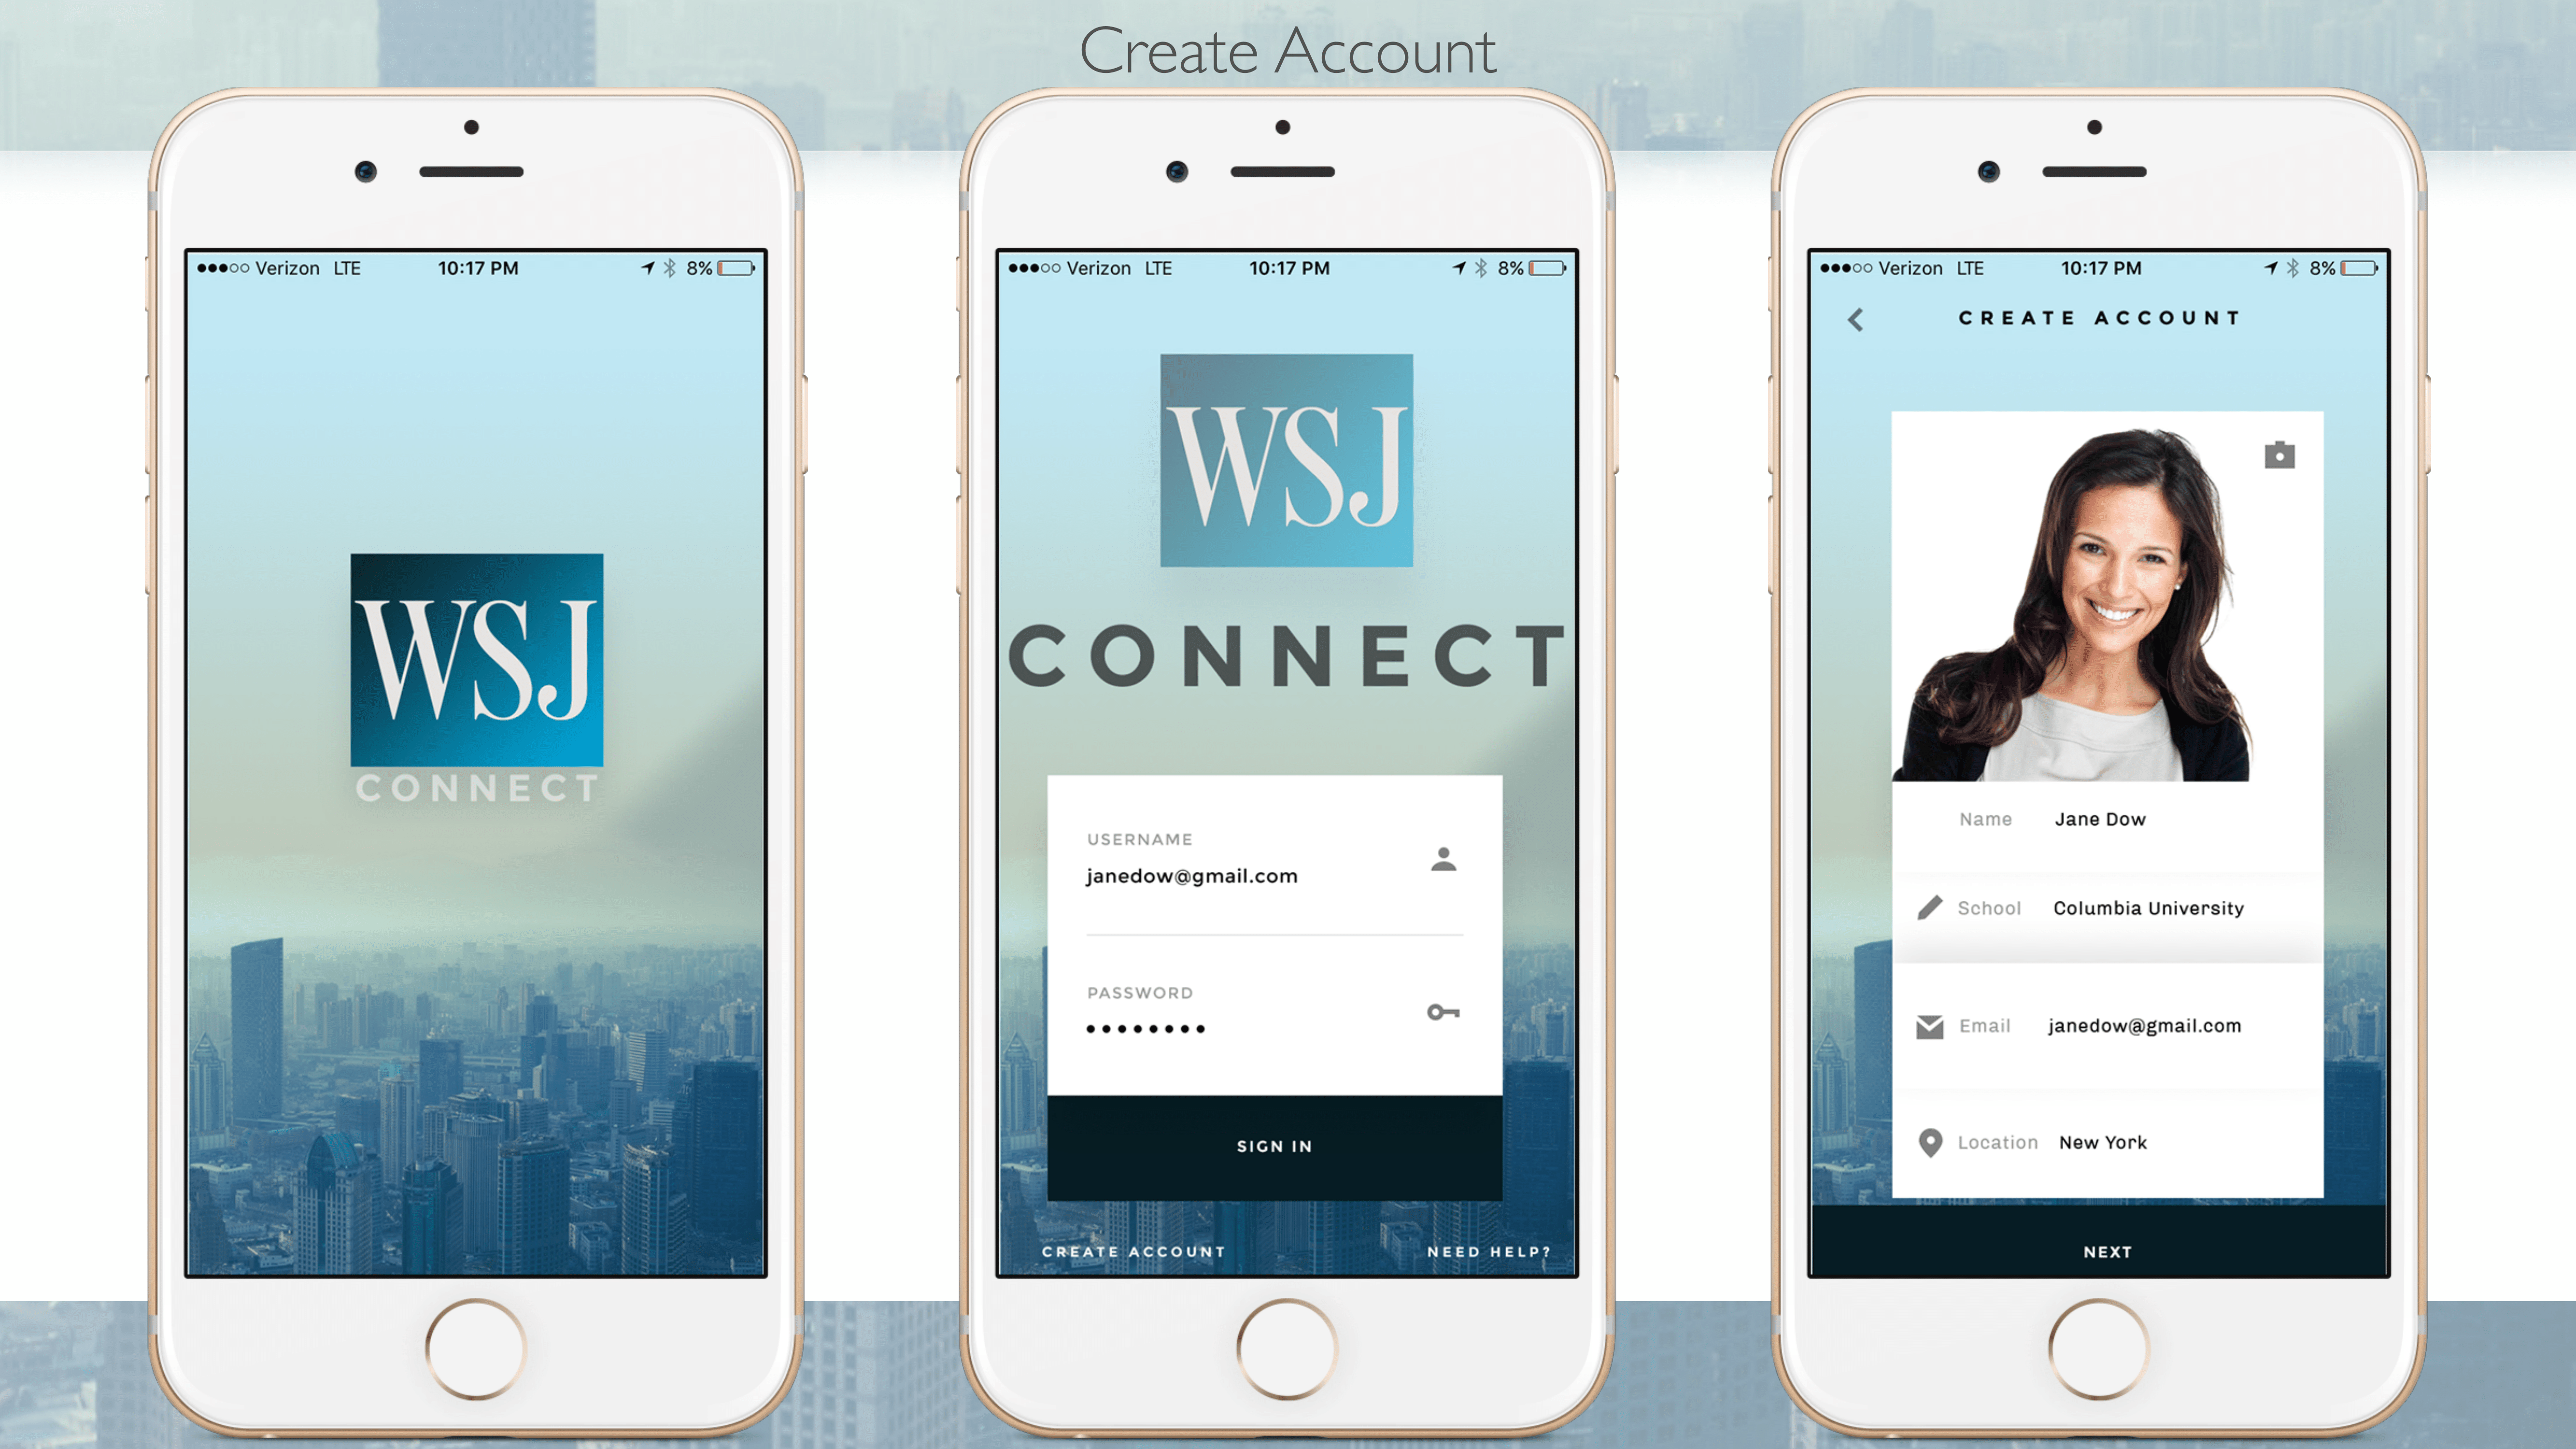 Create Account
Verizon LTE 10:17 PM 8%
WSJ
CONNECT
Verizon LTE 10:17 PM 8%
WSJ
CONNECT
USERNAME
janedow@gmail.com
PASSWORD
SIGN IN
CREATE ACCOUNT NEED HELP?
Verizon LTE 10:17 PM 8%
CREATE ACCOUNT
Name Jane Dow
School Columbia University
Email janedow@gmail.com
Location New York
NEXT